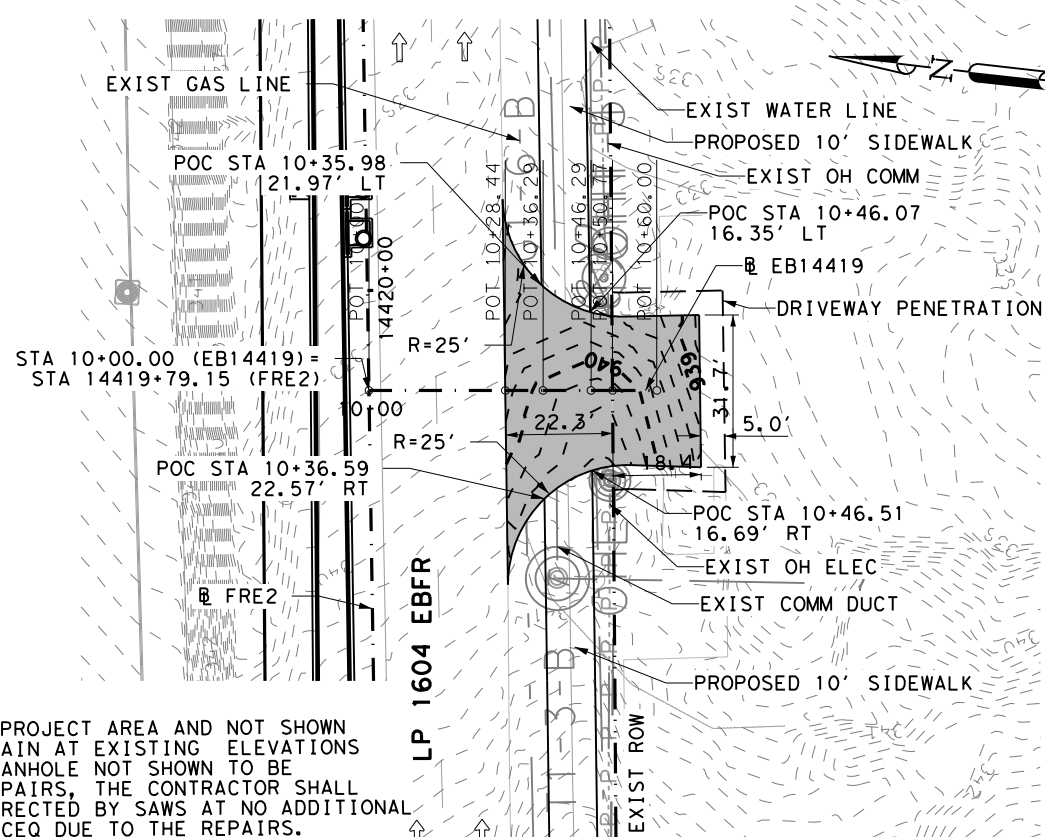 EXIST GAS LINE
N
EXIST WATER LINE
PROPOSED 10' SIDEWALK
POC STA 10+35.98
21.97' LT
EXIST OH COMM
POT 10+28.44
POT 10+36.29
POT 10+46.29
POT 10+60.00
POC STA 10+46.07
16.35' LT
14420+00
℄ EB14419
DRIVEWAY PENETRATION
R=25'
STA 10+00.00 (EB14419)=
STA 14419+79.15 (FRE2)
940
939
31.7'
10+00
22.3'
5.0'
R=25'
18.4'
POC STA 10+36.59
22.57' RT
POC STA 10+46.51
16.69' RT
EXIST OH ELEC
℄ FRE2
EXIST COMM DUCT
LP 1604 EBFR
PROPOSED 10' SIDEWALK
EXIST ROW
PROJECT AREA AND NOT SHOWN
AIN AT EXISTING ELEVATIONS
ANHOLE NOT SHOWN TO BE
PAIRS, THE CONTRACTOR SHALL
RECTED BY SAWS AT NO ADDITIONAL
CEQ DUE TO THE REPAIRS.